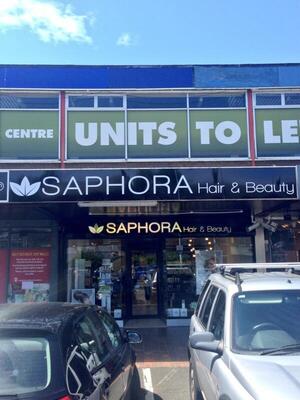 CENTRE UNITS TO LE
SAPHORA Hair & Beauty
SAPHORA Hair & Beauty